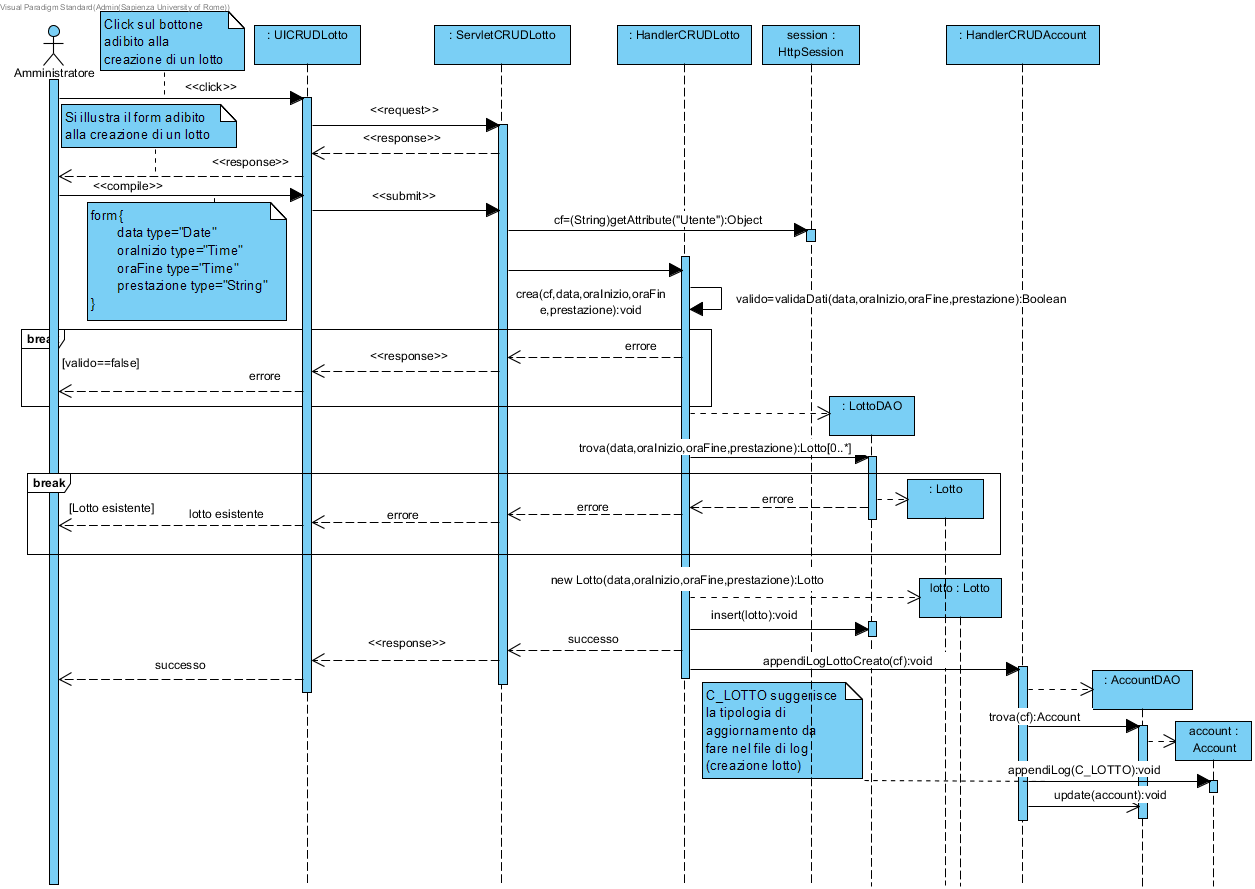 Visual Paradigm Standard(Admin(Sapienza University of Rome))
Click sul bottone
adibito alla
creazione di un lotto
: UICRUDLotto
: ServletCRUDLotto
: HandlerCRUDLotto
session :
HttpSession
: HandlerCRUDAccount
Amministratore
<<click>>
<<request>>
Si illustra il form adibito
alla creazione di un lotto
<<response>>
<<response>>
<<compile>>
<<submit>>
form {
data type="Date"
oraInizio type="Time"
oraFine type="Time"
prestazione type="String"
}
cf=(String)getAttribute("Utente"):Object
crea(cf,data,oraInizio,oraFin
e,prestazione):void
valido=validaDati(data,oraInizio,oraFine,prestazione):Boolean
break
[valido==false]
errore
<<response>>
errore
: LottoDAO
trova(data,oraInizio,oraFine,prestazione):Lotto[0..*]
break
[Lotto esistente]
lotto esistente
errore
errore
errore
: Lotto
new Lotto(data,oraInizio,oraFine,prestazione):Lotto
lotto : Lotto
insert(lotto):void
successo
<<response>>
successo
appendiLogLottoCreato(cf):void
C_LOTTO suggerisce
la tipologia di
aggiornamento da
fare nel file di log
(creazione lotto)
: AccountDAO
trova(cf):Account
account :
Account
appendiLog(C_LOTTO):void
update(account):void